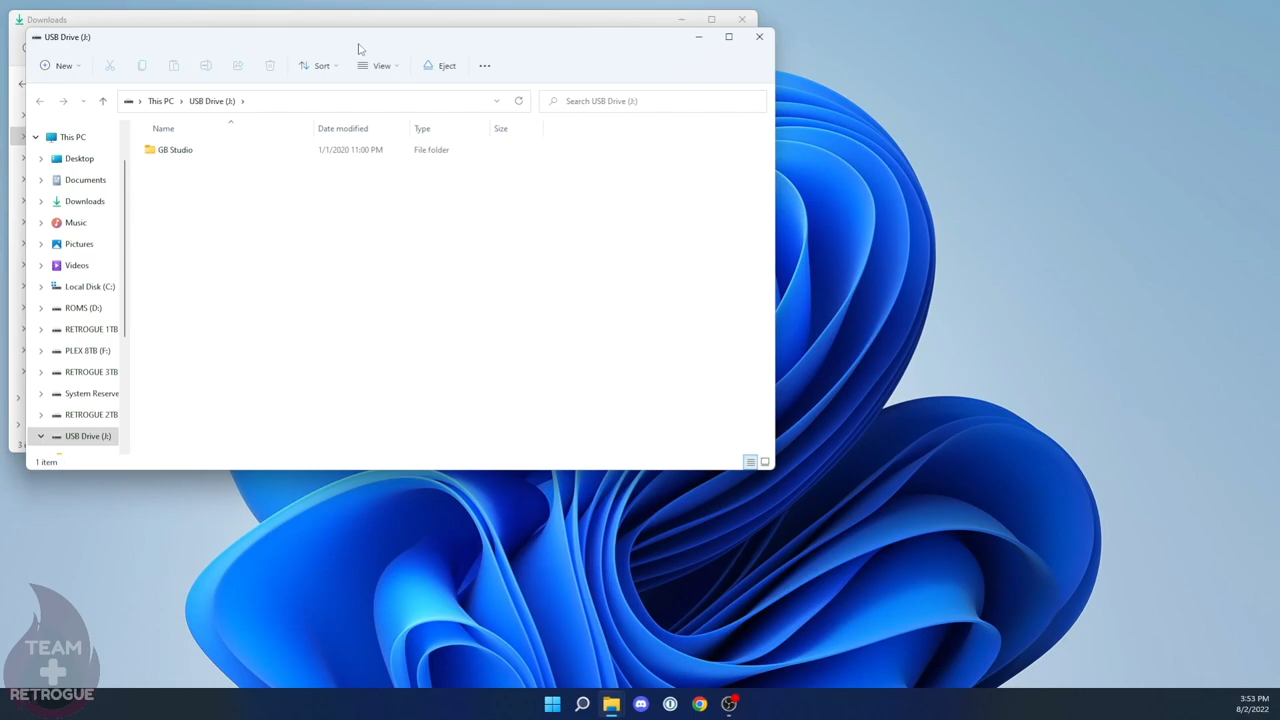 Downloads
USB Drive (J:)
New
Sort
View
Eject
This PC
USB Drive (J:)
Search USB Drive (J:)
Name
Date modified
Type
Size
GB Studio
1/1/2020 11:00 PM
File folder
This PC
Desktop
Documents
Downloads
Music
Pictures
Videos
Local Disk (C:)
ROMS (D:)
RETROGUE 1TB
PLEX 8TB (F:)
RETROGUE 3TB
System Reserve
RETROGUE 2TB
USB Drive (J:)
3 i
1 item
TEAM
RETROGUE
3:53 PM
8/2/2022